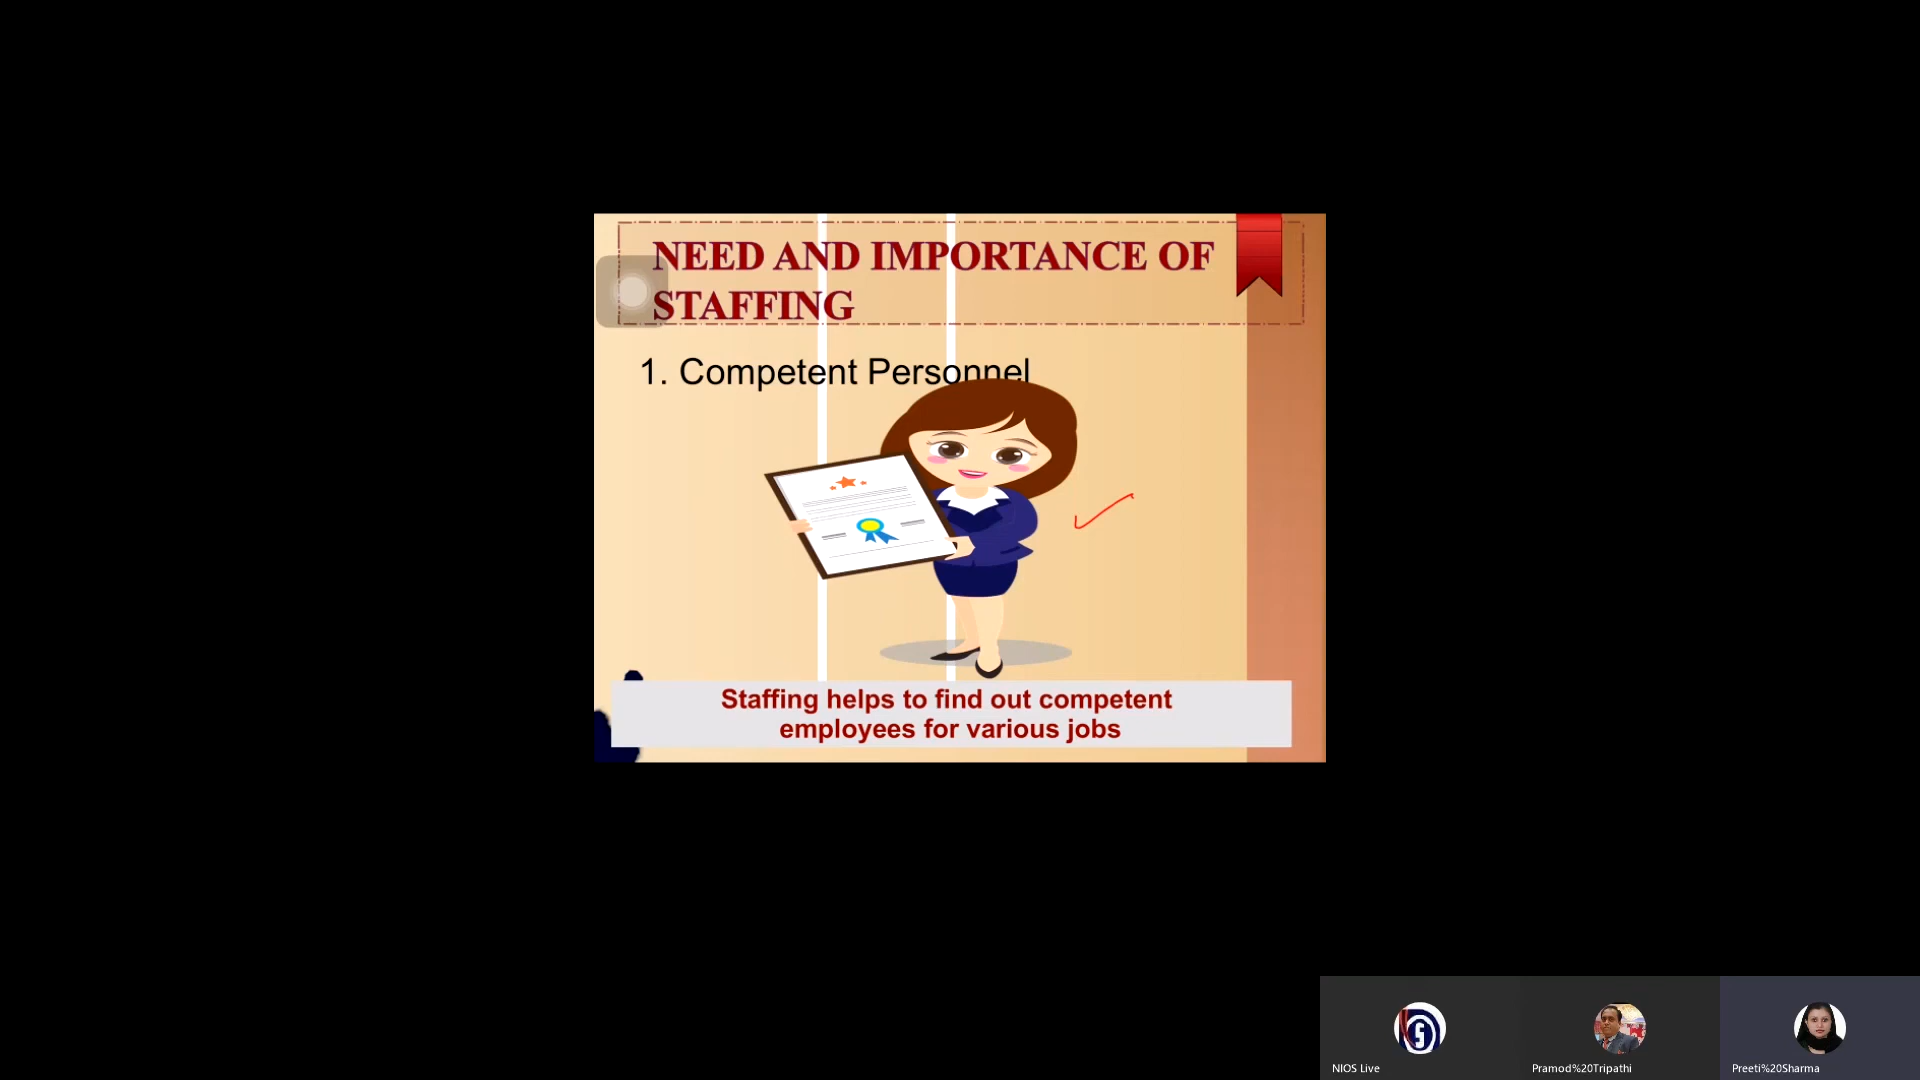 NEED AND IMPORTANCE OF
STAFFING
1. Competent Personnel
Staffing helps to find out competent
employees for various jobs
NIOS Live
Pramod%20Tripathi
Preeti%20Sharma